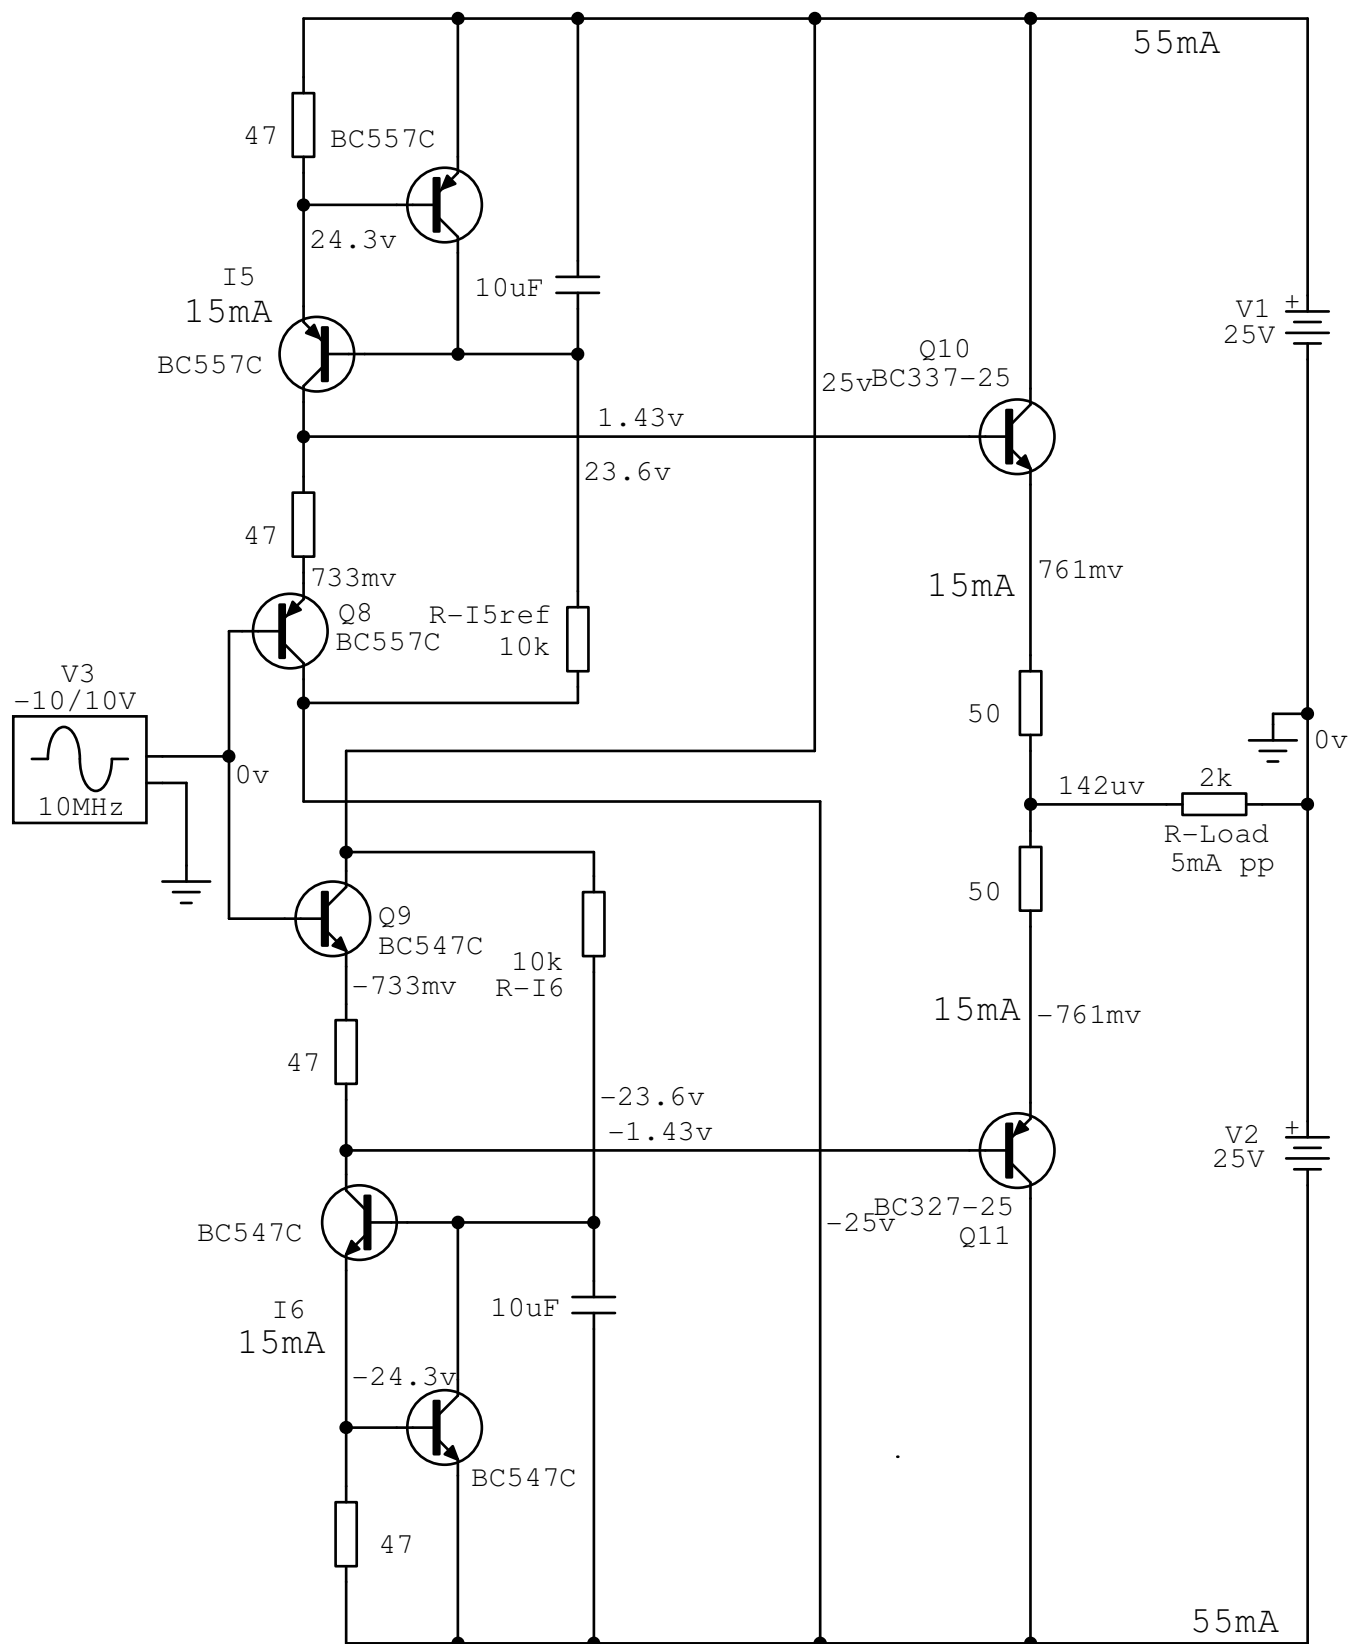 55mA
47
BC557C
24.3v
I5
15mA
10uF
BC557C
V1
+
25V
Q10
25v
BC337-25
1.43v
23.6v
47
733mv
Q8
BC557C
R-I5ref
10k
15mA
761mv
V3
-10/10V
10MHz
0v
50
0v
142uv
2k
R-Load
5mA pp
50
Q9
BC547C
-733mv
10k
R-I6
15mA
-761mv
47
-23.6v
-1.43v
V2
+
25V
BC547C
-25v
BC327-25
Q11
I6
15mA
10uF
-24.3v
BC547C
47
55mA